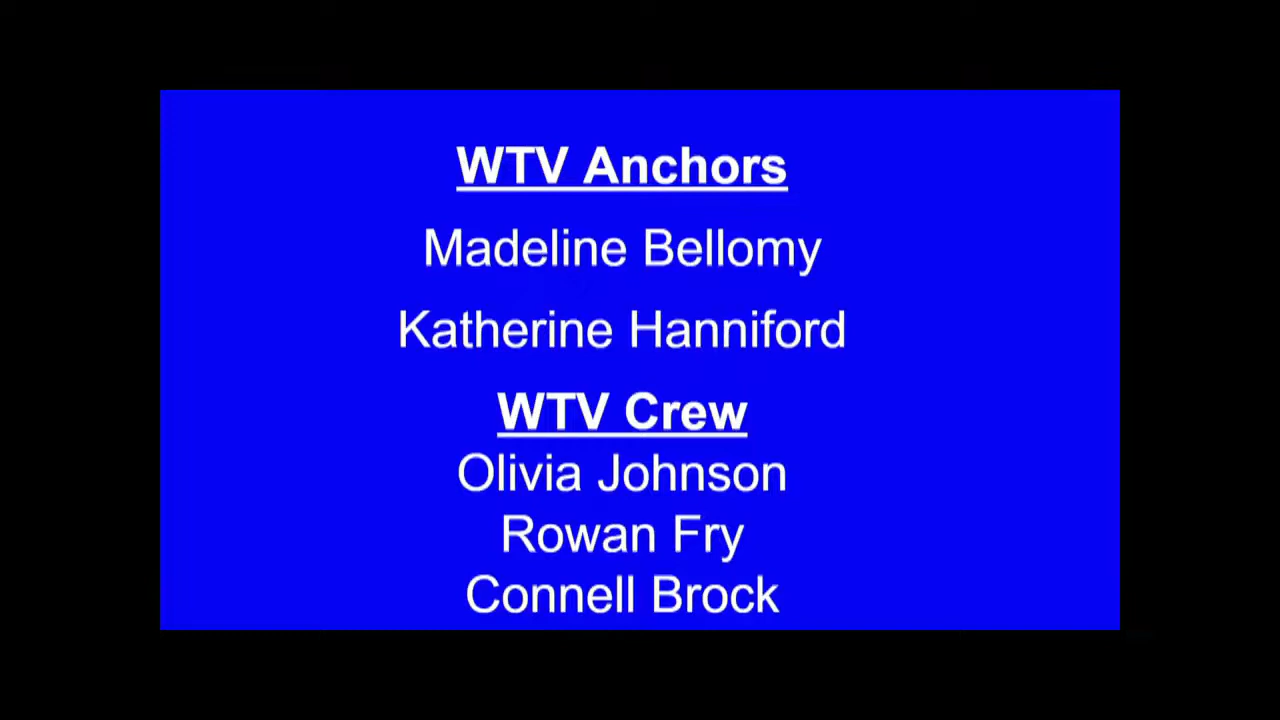 WTV Anchors
Madeline Bellomy
Katherine Hanniford
WTV Crew
Olivia Johnson
Rowan Fry
Connell Brock